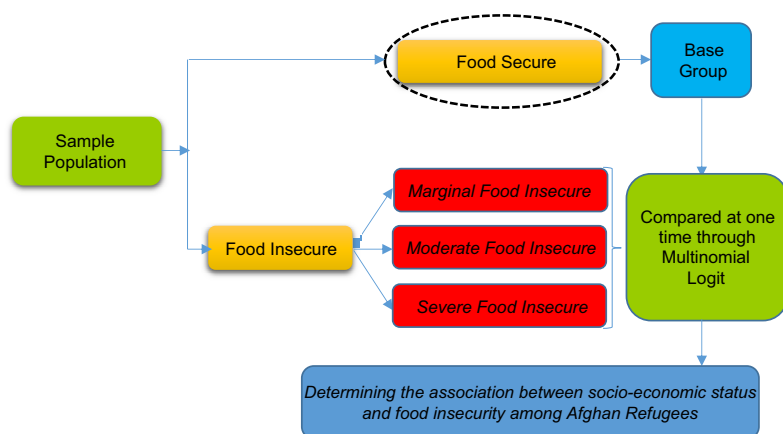 Food Secure
Base
Group
Sample
Population
Marginal Food Insecure
Food Insecure
Moderate Food Insecure
Severe Food Insecure
Compared at one
time through
Multinomial
Logit
Determining the association between socio-economic status
and food insecurity among Afghan Refugees